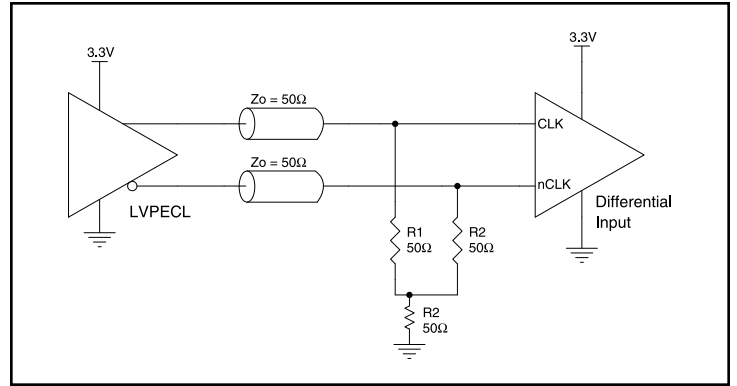 3.3V
3.3V
Zo = 50Ω
CLK
Zo = 50Ω
nCLK
LVPECL
Differential
Input
R1
50Ω
R2
50Ω
R2
50Ω